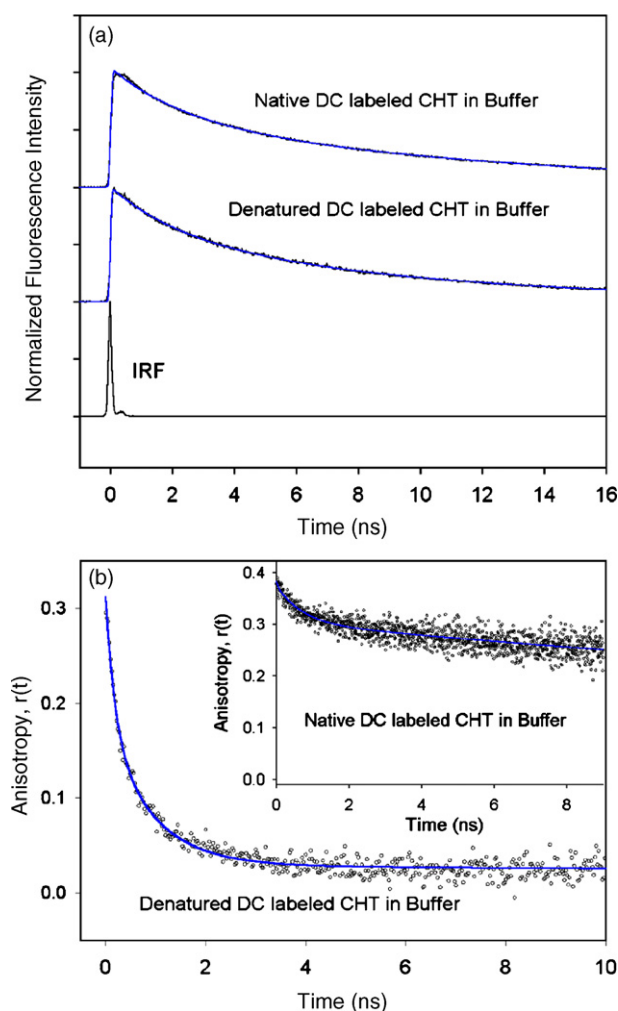 (a)
Normalized Fluorescence Intensity
Native DC labeled CHT in Buffer
Denatured DC labeled CHT in Buffer
IRF
0 2 4 6 8 10 12 14 16
Time (ns)
(b)
Anisotropy, r(t)
0.3
0.2
0.1
0.0
Anisotropy, r(t)
0.4
0.3
0.2
0.1
0.0
Native DC labeled CHT in Buffer
0 2 4 6 8
Time (ns)
Denatured DC labeled CHT in Buffer
0 2 4 6 8 10
Time (ns)